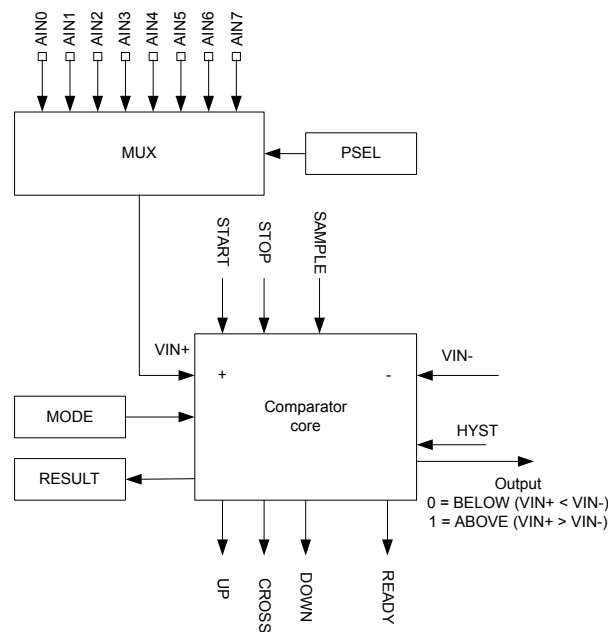 AIN0
AIN1
AIN2
AIN3
AIN4
AIN5
AIN6
AIN7
MUX
PSEL
START
STOP
SAMPLE
VIN+
VIN-
+
-
MODE
Comparator
core
HYST
RESULT
Output
0 = BELOW (VIN+ < VIN-)
1 = ABOVE (VIN+ > VIN-)
UP
CROSS
DOWN
READY